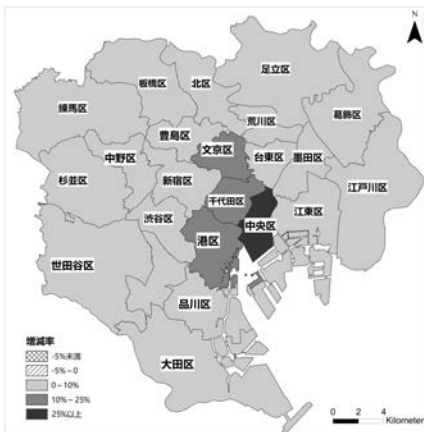 N
足立区
北区
板橋区
葛飾区
練馬区
荒川区
豊島区
文京区
中野区
台東区
墨田区
杉並区
新宿区
江戸川区
千代田区
江東区
渋谷区
中央区
港区
世田谷区
品川区
大田区
増減率
-5%未満
-5%～0
0～10%
10%～25%
25%以上
0 2 4
Kilometer